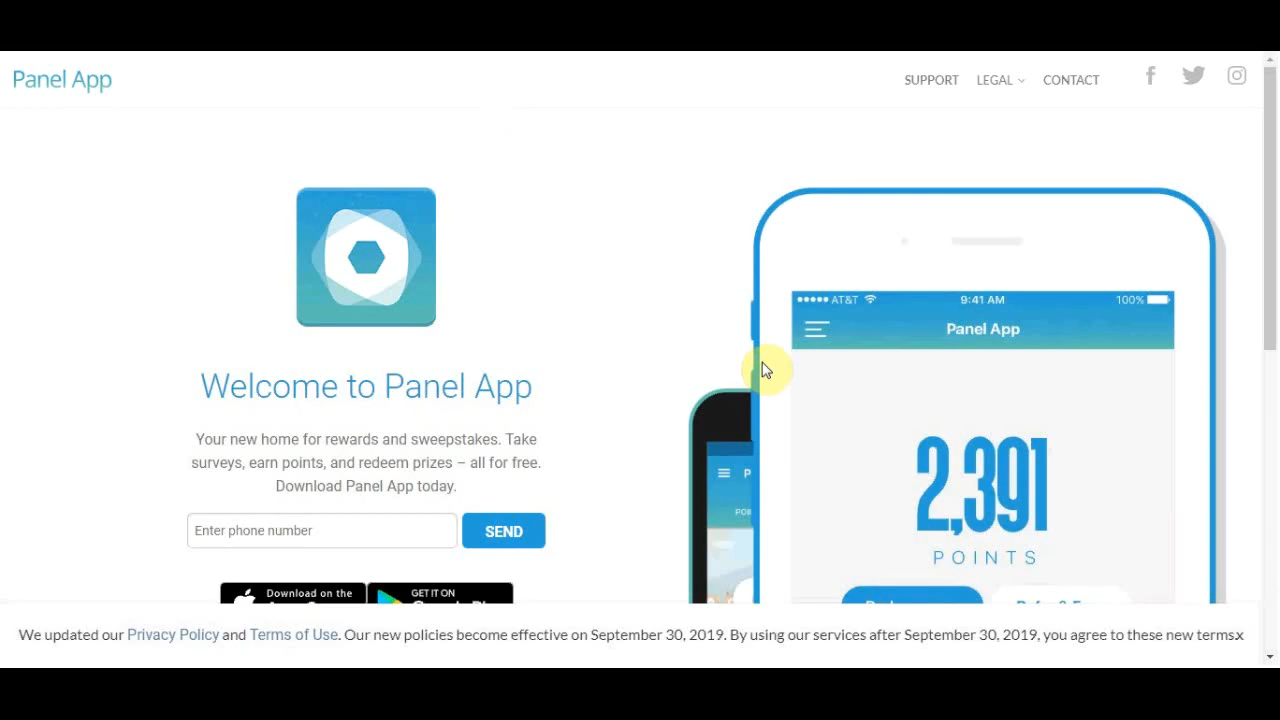 Panel App
SUPPORT
LEGAL
CONTACT
AT&T
9:41 AM
100%
Panel App
Welcome to Panel App
Your new home for rewards and sweepstakes. Take
surveys, earn points, and redeem prizes – all for free.
Download Panel App today.
Enter phone number
SEND
Download on the
GET IT ON
2,391
POINTS
We updated our Privacy Policy and Terms of Use. Our new policies become effective on September 30, 2019. By using our services after September 30, 2019, you agree to these new terms.x